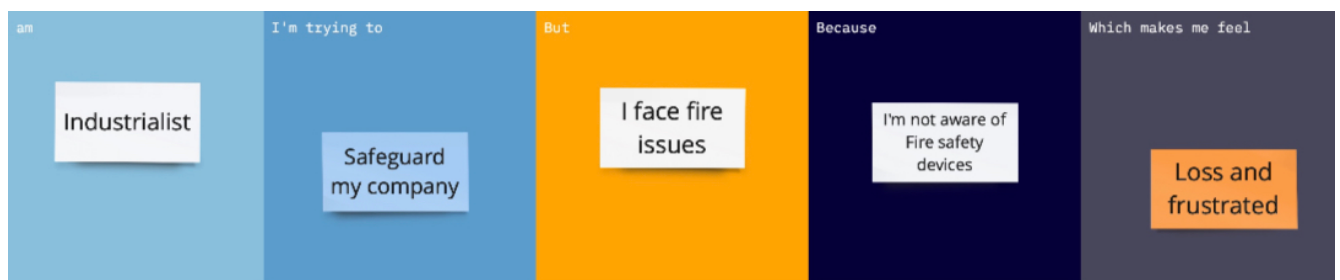 am
Industrialist
I'm trying to
Safeguard
my company
But
I face fire
issues
Because
I'm not aware of
Fire safety
devices
Which makes me feel
Loss and
frustrated